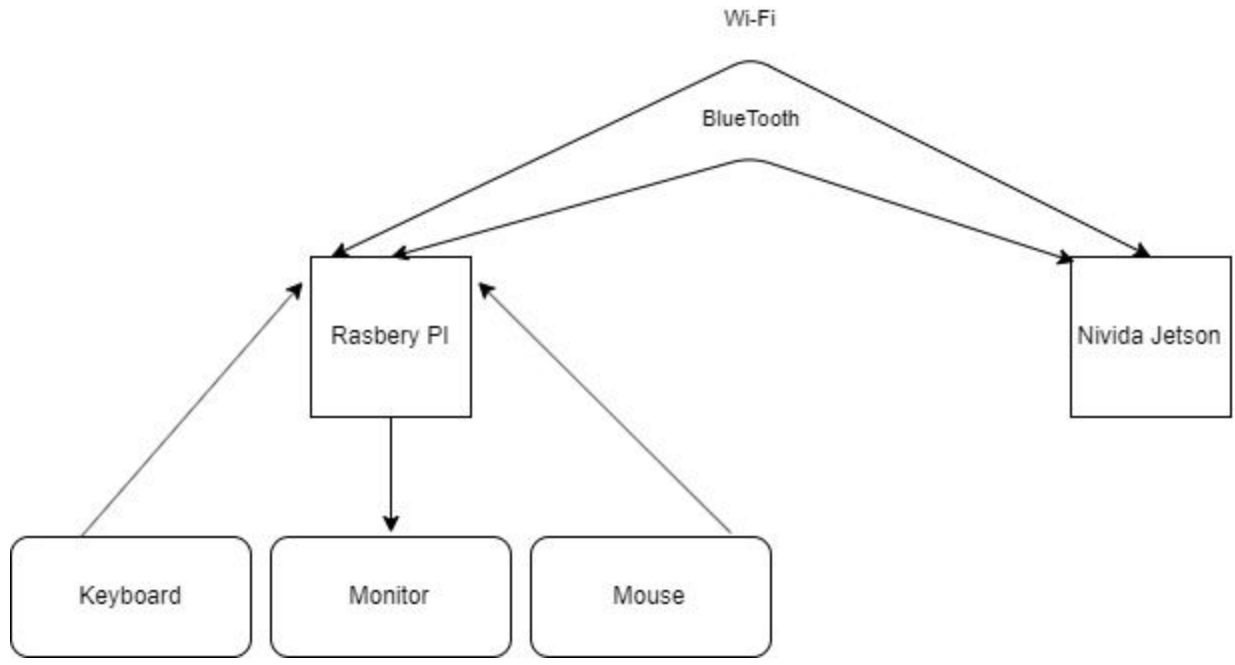 Wi-Fi
BlueTooth
Rasbery PI
Nivida Jetson
Keyboard
Monitor
Mouse